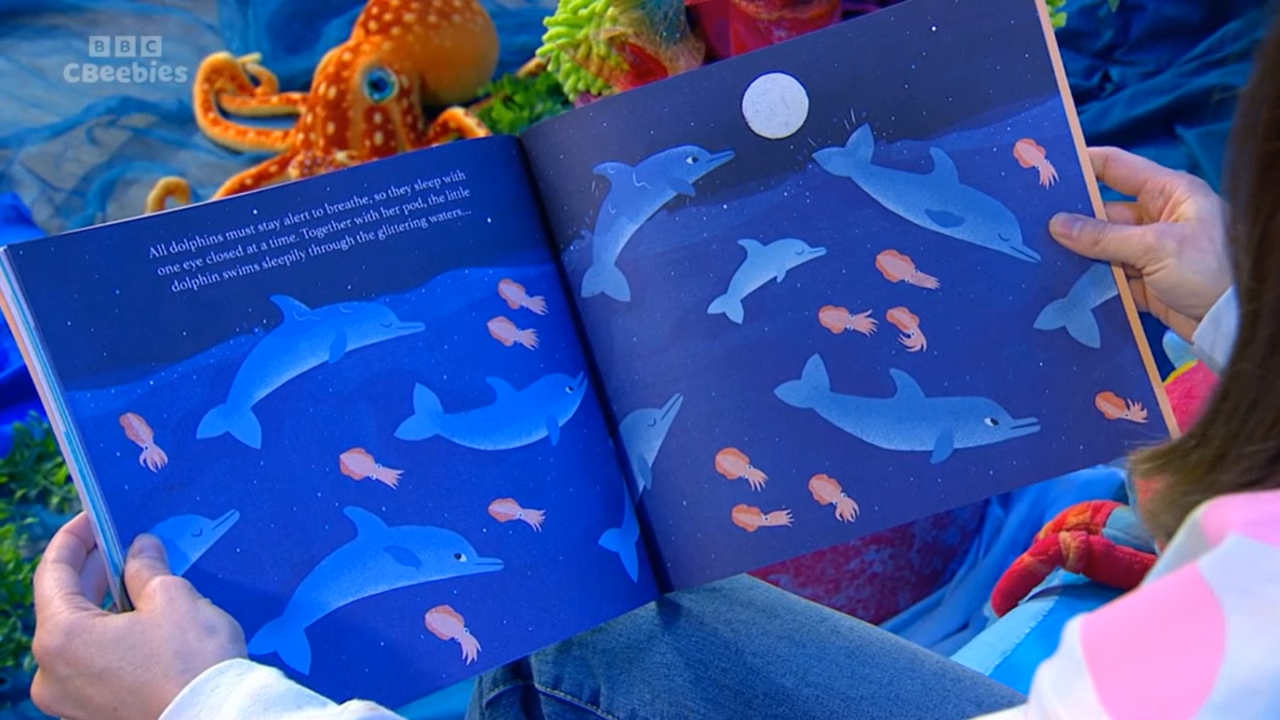 BBC
CBeebies
All dolphins must stay alert to breathe, so they sleep with
one eye closed at a time. Together with her pod, the little
dolphin swims sleepily through the glittering waters...